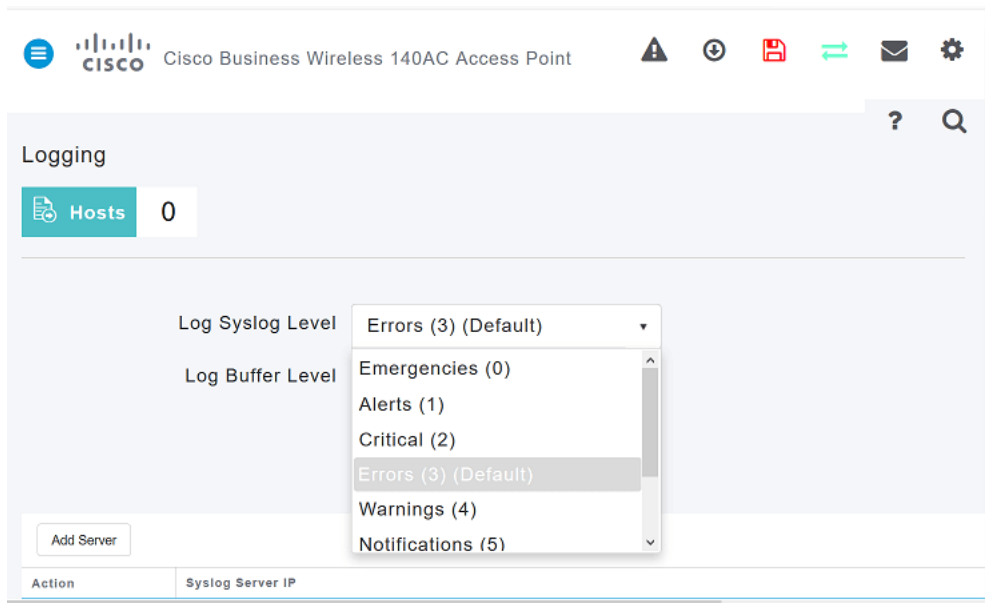 CISCO Cisco Business Wireless 140AC Access Point
?
Logging
Hosts 0
Log Syslog Level Errors (3) (Default)
Log Buffer Level
Emergencies (0)
Alerts (1)
Critical (2)
Errors (3) (Default)
Warnings (4)
Notifications (5)
Add Server
Action Syslog Server IP